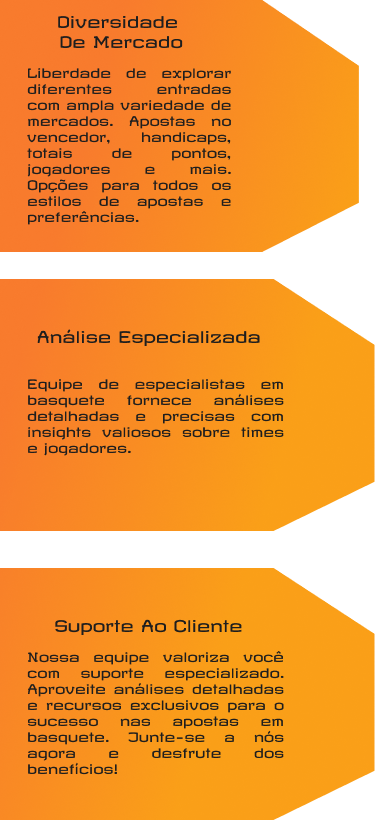 Diversidade
De Mercado
Liberdade de explorar
diferentes entradas
com ampla variedade de
mercados. Apostas no
vencedor, handicaps,
totais de pontos,
jogadores e mais.
Opções para todos os
estilos de apostas e
preferências.
Análise Especializada
Equipe de especialistas em
basquete fornece análises
detalhadas e precisas com
insights valiosos sobre times
e jogadores.
Suporte Ao Cliente
Nossa equipe valoriza você
com suporte especializado.
Aproveite análises detalhadas
e recursos exclusivos para o
sucesso nas apostas em
basquete. Junte-se a nós
agora e desfrute dos
benefícios!